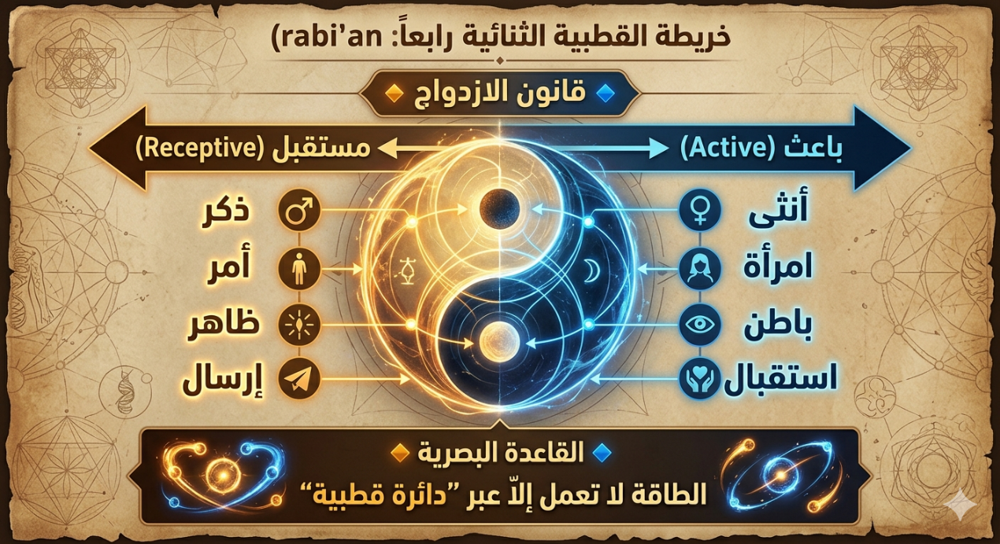 خريطة القطبية الثنائية رابعاً: rabi’an)
قانون الازدواج
باعث (Active)
مستقبل (Receptive)
أنثى
ذكر
امرأة
أمر
باطن
ظاهر
استقبال
إرسال
القاعدة البصرية
الطاقة لا تعمل إلاّ عبر ”دائرة قطبية“